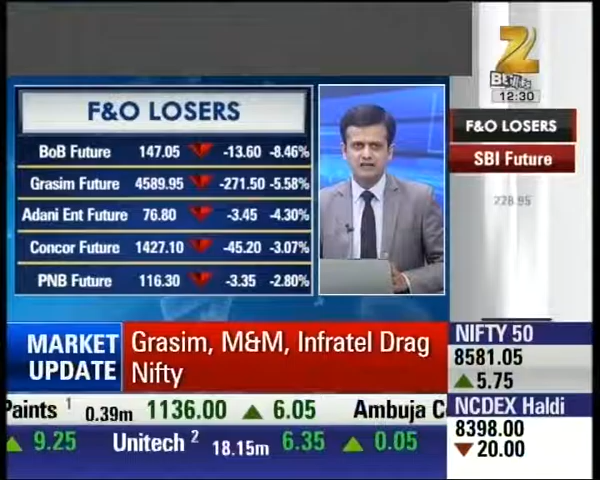 F&O LOSERS
BoB Future 147.05 -13.60 -8.46%
Grasim Future 4589.95 -271.50 -5.58%
Adani Ent Future 76.80 -3.45 -4.30%
Concor Future 1427.10 -45.20 -3.07%
PNB Future 116.30 -3.35 -2.80%
12:30
F&O LOSERS
SBI Future
228.95
MARKET
UPDATE
Grasim, M&M, Infratel Drag
Nifty
NIFTY 50
8581.05
5.75
NCDEX Haldi
8398.00
20.00
Paints 1 0.39m 1136.00 6.05 Ambuja C
9.25 Unitech 2 18.15m 6.35 0.05